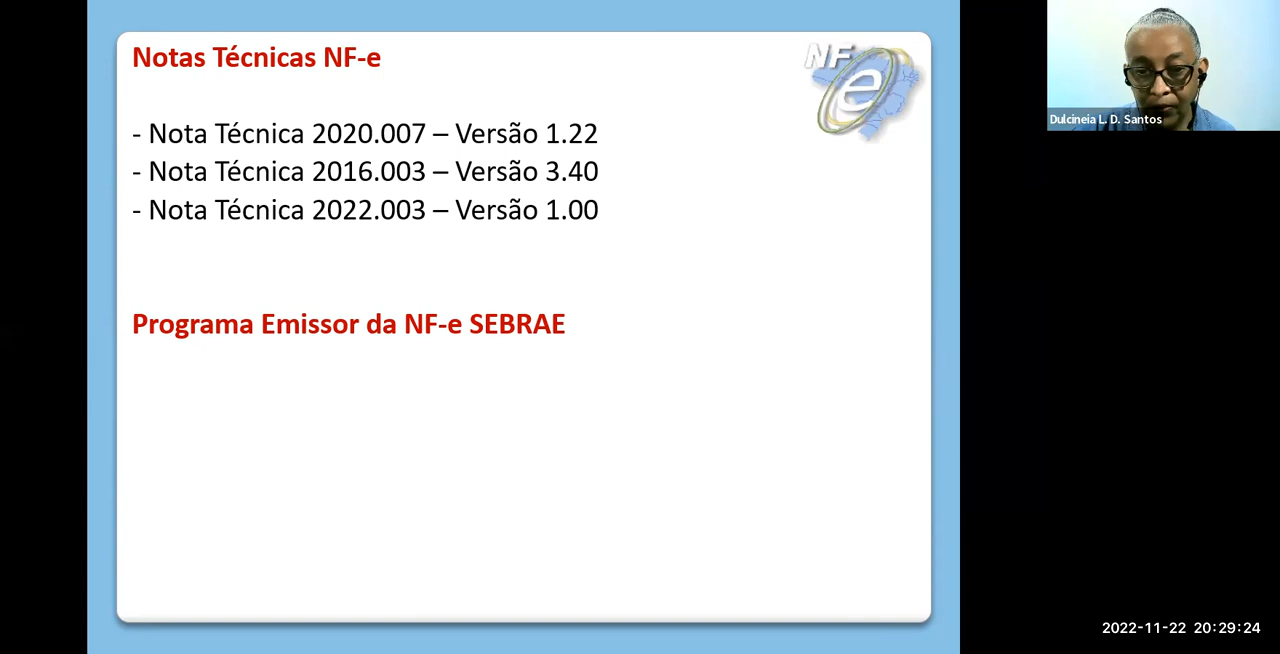 Notas Técnicas NF-e
NF
e
- Nota Técnica 2020.007 – Versão 1.22
- Nota Técnica 2016.003 – Versão 3.40
- Nota Técnica 2022.003 – Versão 1.00
Programa Emissor da NF-e SEBRAE
Dulcineia L. D. Santos
2022-11-22 20:29:24